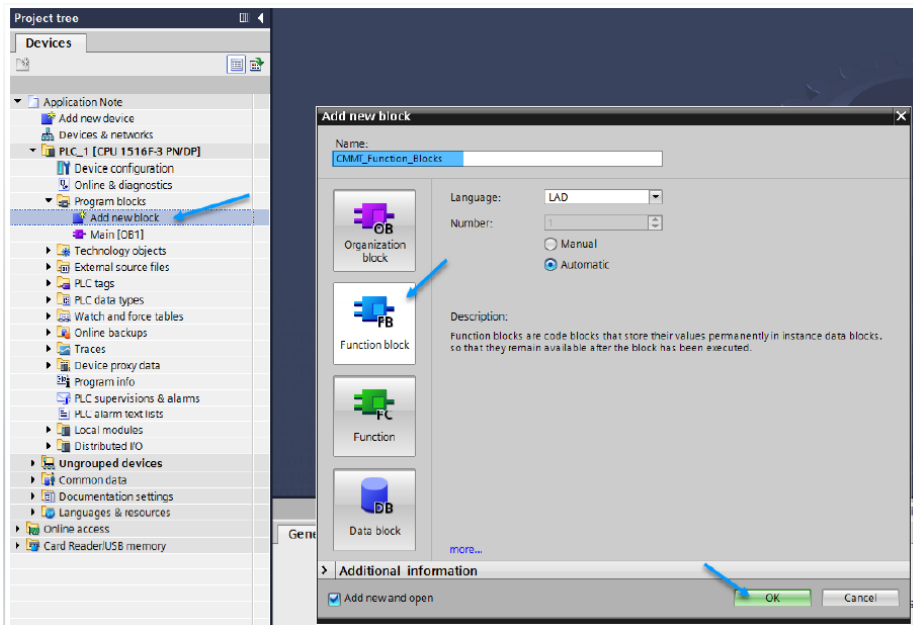 Project tree
Devices
Application Note
Add new device
Devices & networks
PLC_1 [CPU 1516F-3 PN/DP]
Device configuration
Online & diagnostics
Program blocks
Add new block
Main [OB1]
Technology objects
External source files
PLC tags
PLC data types
Watch and force tables
Online backups
Traces
Device proxy data
Program info
PLC supervisions & alarms
PLC alarm text lists
Local modules
Distributed I/O
Ungrouped devices
Common data
Documentation settings
Languages & resources
Online access
Card Reader/USB memory
Add new block
Name:
CMMT_Function_Blocks
OB
Organization
block
FB
Function block
FC
Function
DB
Data block
Language: LAD
Number: 1
Manual
Automatic
Description:
Function blocks are code blocks that store their values permanently in instance data blocks,
so that they remain available after the block has been executed.
more...
Additional information
Add new and open
OK Cancel